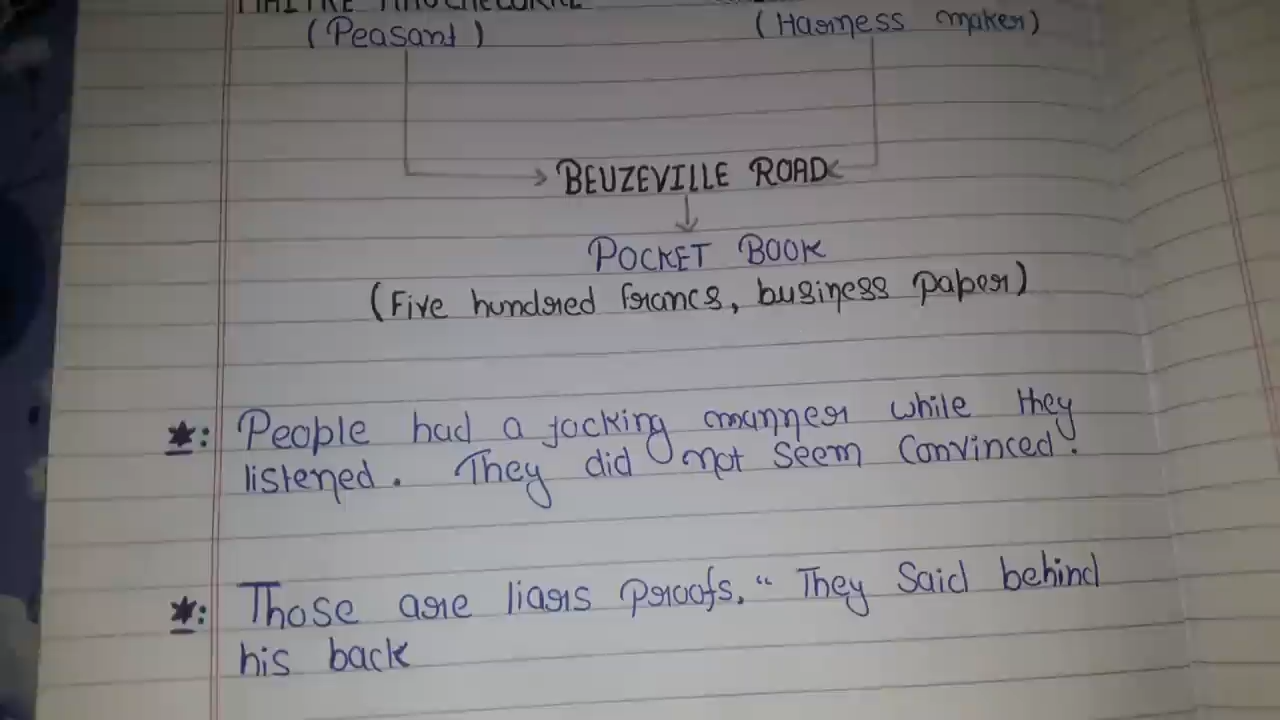 (Peasant) (Harness maker)
BEUZEVILLE ROAD
POCKET BOOK
(Five hundred francs, business paper)
*: People had a jocking manner while they
listened. They did not seem Convinced.
*: Those are liars proofs." They Said behind
his back